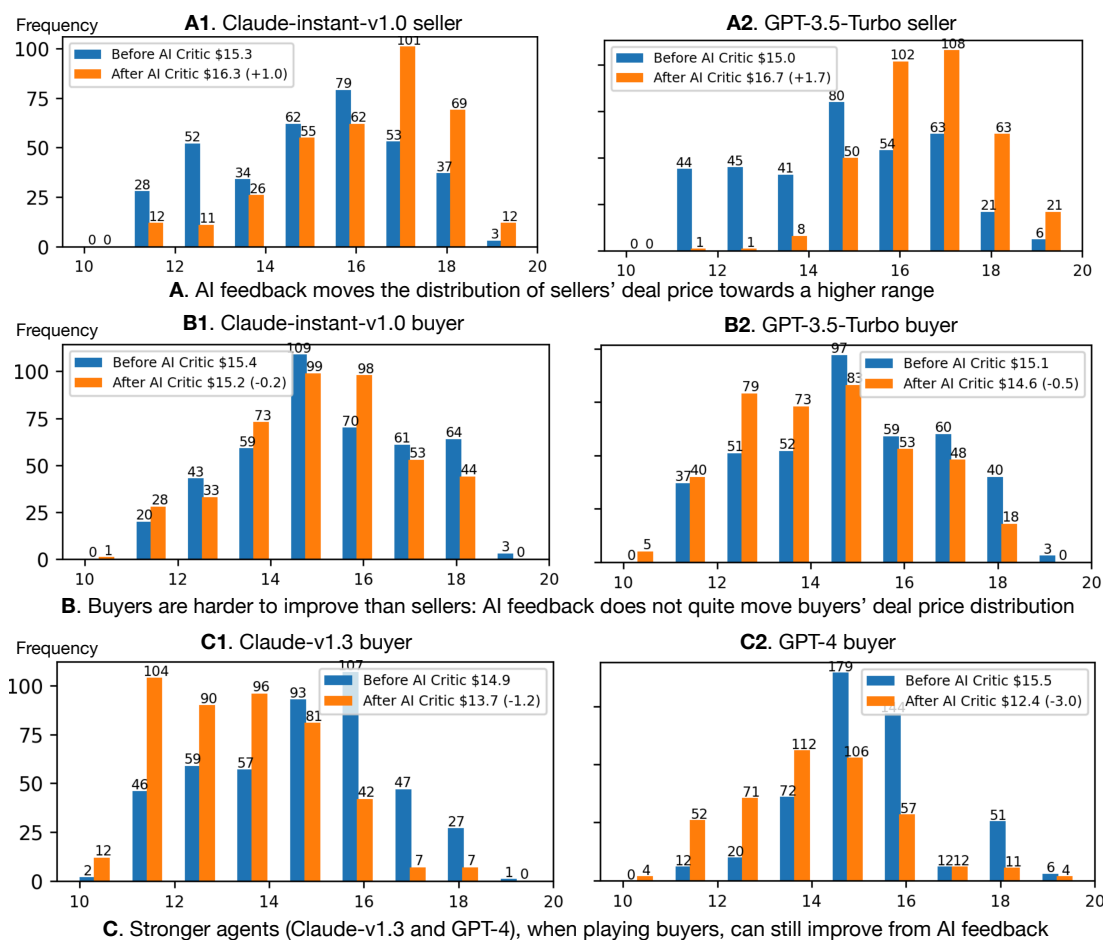 A1. Claude-instant-v1.0 seller
A2. GPT-3.5-Turbo seller
Frequency
Before AI Critic $15.3
After AI Critic $16.3 (+1.0)
100
75
50
25
0
0 0 28 12 52 11 34 26 62 55 79 62 53 101 37 69 3 12
10 12 14 16 18 20
Before AI Critic $15.0
After AI Critic $16.7 (+1.7)
0 0 44 1 45 1 41 8 80 50 54 102 63 108 21 63 6 21
10 12 14 16 18 20
A. AI feedback moves the distribution of sellers' deal price towards a higher range
B1. Claude-instant-v1.0 buyer
B2. GPT-3.5-Turbo buyer
Frequency
Before AI Critic $15.4
After AI Critic $15.2 (-0.2)
100
75
50
25
0
0 1 20 28 43 33 59 73 109 99 70 98 61 53 64 44 3 0
10 12 14 16 18 20
Before AI Critic $15.1
After AI Critic $14.6 (-0.5)
0 5 37 40 51 79 52 73 97 83 59 53 60 48 40 18 3 0
10 12 14 16 18 20
B. Buyers are harder to improve than sellers: AI feedback does not quite move buyers' deal price distribution
C1. Claude-v1.3 buyer
C2. GPT-4 buyer
Frequency
Before AI Critic $14.9
After AI Critic $13.7 (-1.2)
100
75
50
25
0
2 12 46 104 59 90 57 96 93 81 107 42 47 7 27 7 1 0
10 12 14 16 18 20
Before AI Critic $15.5
After AI Critic $12.4 (-3.0)
0 4 12 52 20 71 72 112 179 106 144 57 12 12 51 11 6 4
10 12 14 16 18 20
C. Stronger agents (Claude-v1.3 and GPT-4), when playing buyers, can still improve from AI feedback